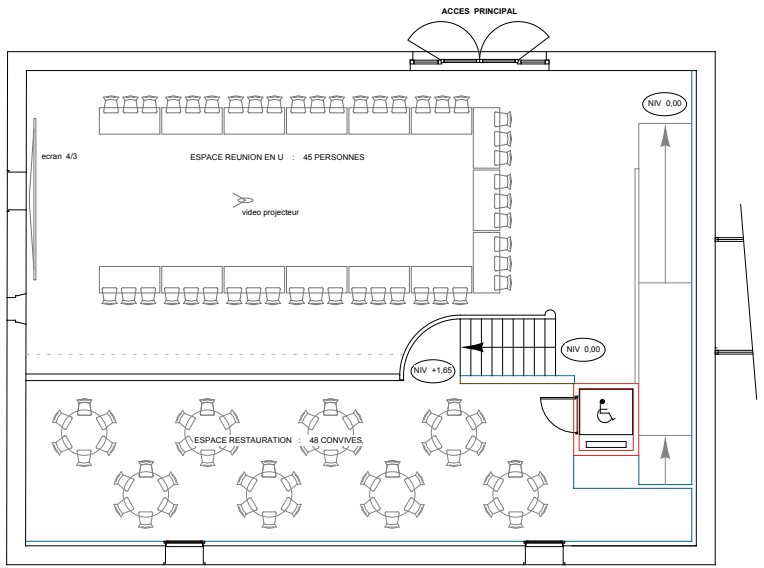 ACCES PRINCIPAL
NIV 0,00
ecran 4/3
ESPACE REUNION EN U : 45 PERSONNES
video projecteur
NIV 0,00
NIV +1,65
ESPACE RESTAURATION : 48 CONVIVES